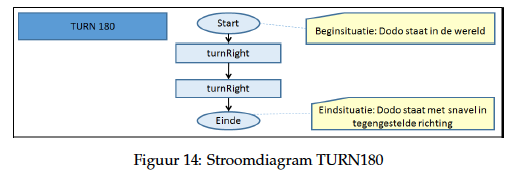 TURN 180
Start
Beginsituatie: Dodo staat in de wereld
turnRight
turnRight
Einde
Eindsituatie: Dodo staat met snavel in
tegengestelde richting
Figuur 14: Stroomdiagram TURN180